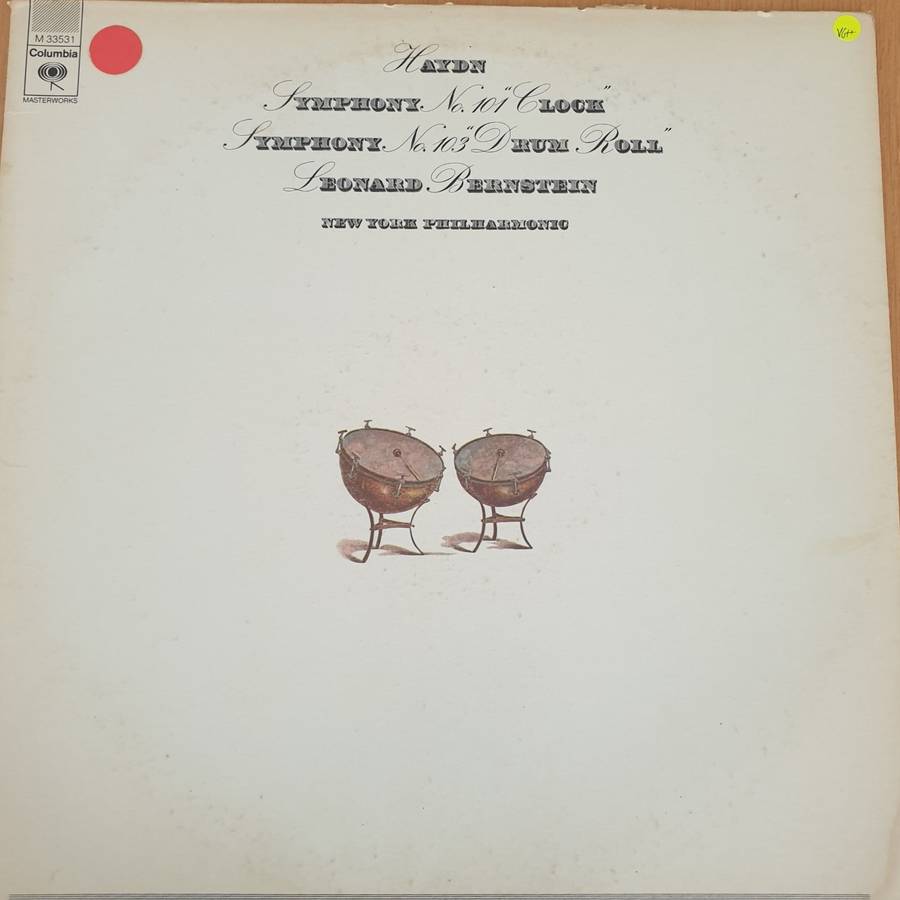 M 33531
Columbia
MASTERWORKS
VG++
HAYDN
SYMPHONY No. 101 "CLOCK"
SYMPHONY No. 103 "DRUM ROLL"
LEONARD BERNSTEIN
NEW YORK PHILHARMONIC